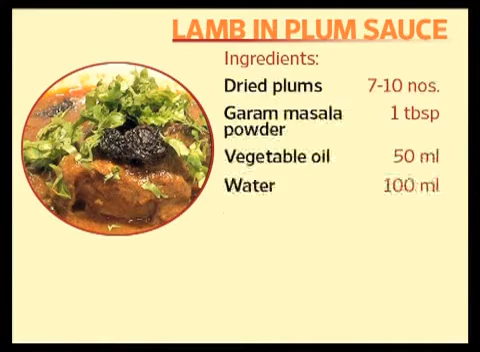 LAMB IN PLUM SAUCE
Ingredients:
Dried plums 7-10 nos.
Garam masala 1 tbsp
powder
Vegetable oil 50 ml
Water 100 ml